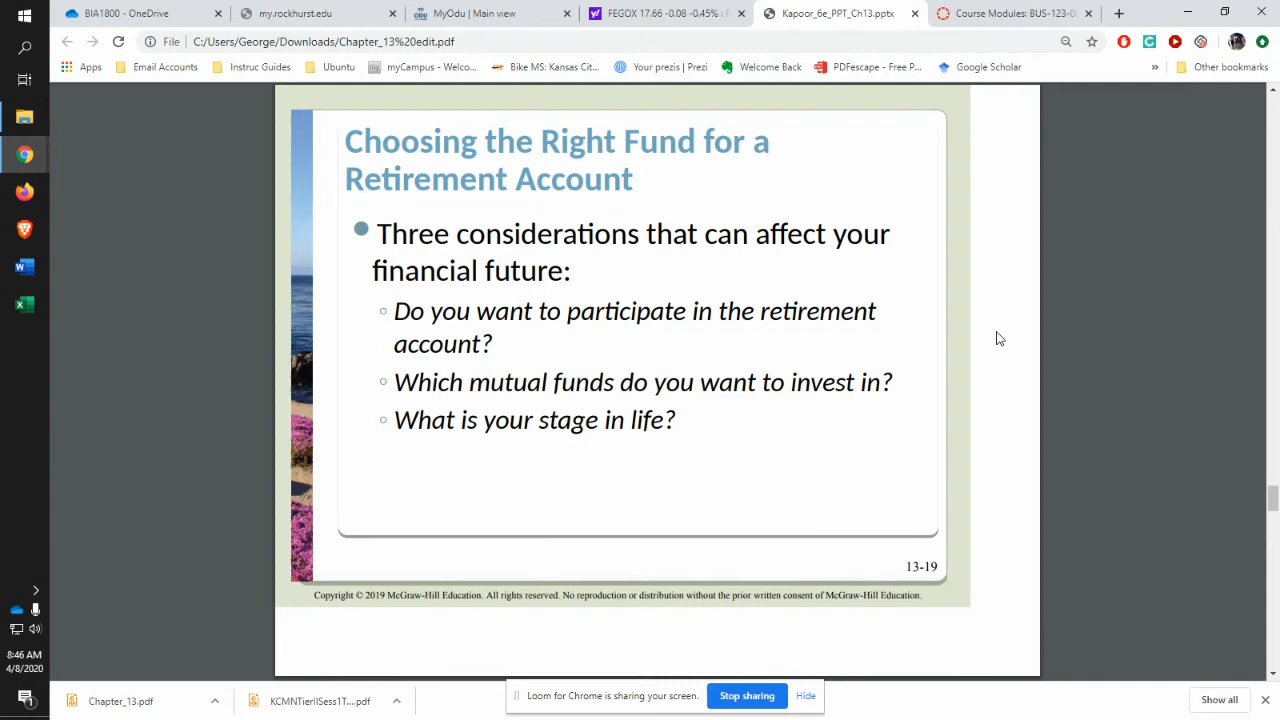 BIA1800 - OneDrive
my.rockhurst.edu
MyOdu | Main view
FEGOX 17.66 -0.08 -0.45% : F
Kapoor_6e_PPT_Ch13.pptx
Course Modules: BUS-123-0
File | C:/Users/George/Downloads/Chapter_13%20edit.pdf
Apps
Email Accounts
Instruc Guides
Ubuntu
myCampus - Welco...
Bike MS: Kansas Cit...
Your prezis | Prezi
Welcome Back
PDFescape - Free P...
Google Scholar
»
Other bookmarks
Choosing the Right Fund for a
Retirement Account
Three considerations that can affect your
financial future:
Do you want to participate in the retirement
account?
Which mutual funds do you want to invest in?
What is your stage in life?
13-19
Copyright © 2019 McGraw-Hill Education. All rights reserved. No reproduction or distribution without the prior written consent of McGraw-Hill Education.
8:46 AM
4/8/2020
Chapter_13.pdf
KCMNTierIISess1T....pdf
Loom for Chrome is sharing your screen.
Stop sharing
Hide
Show all